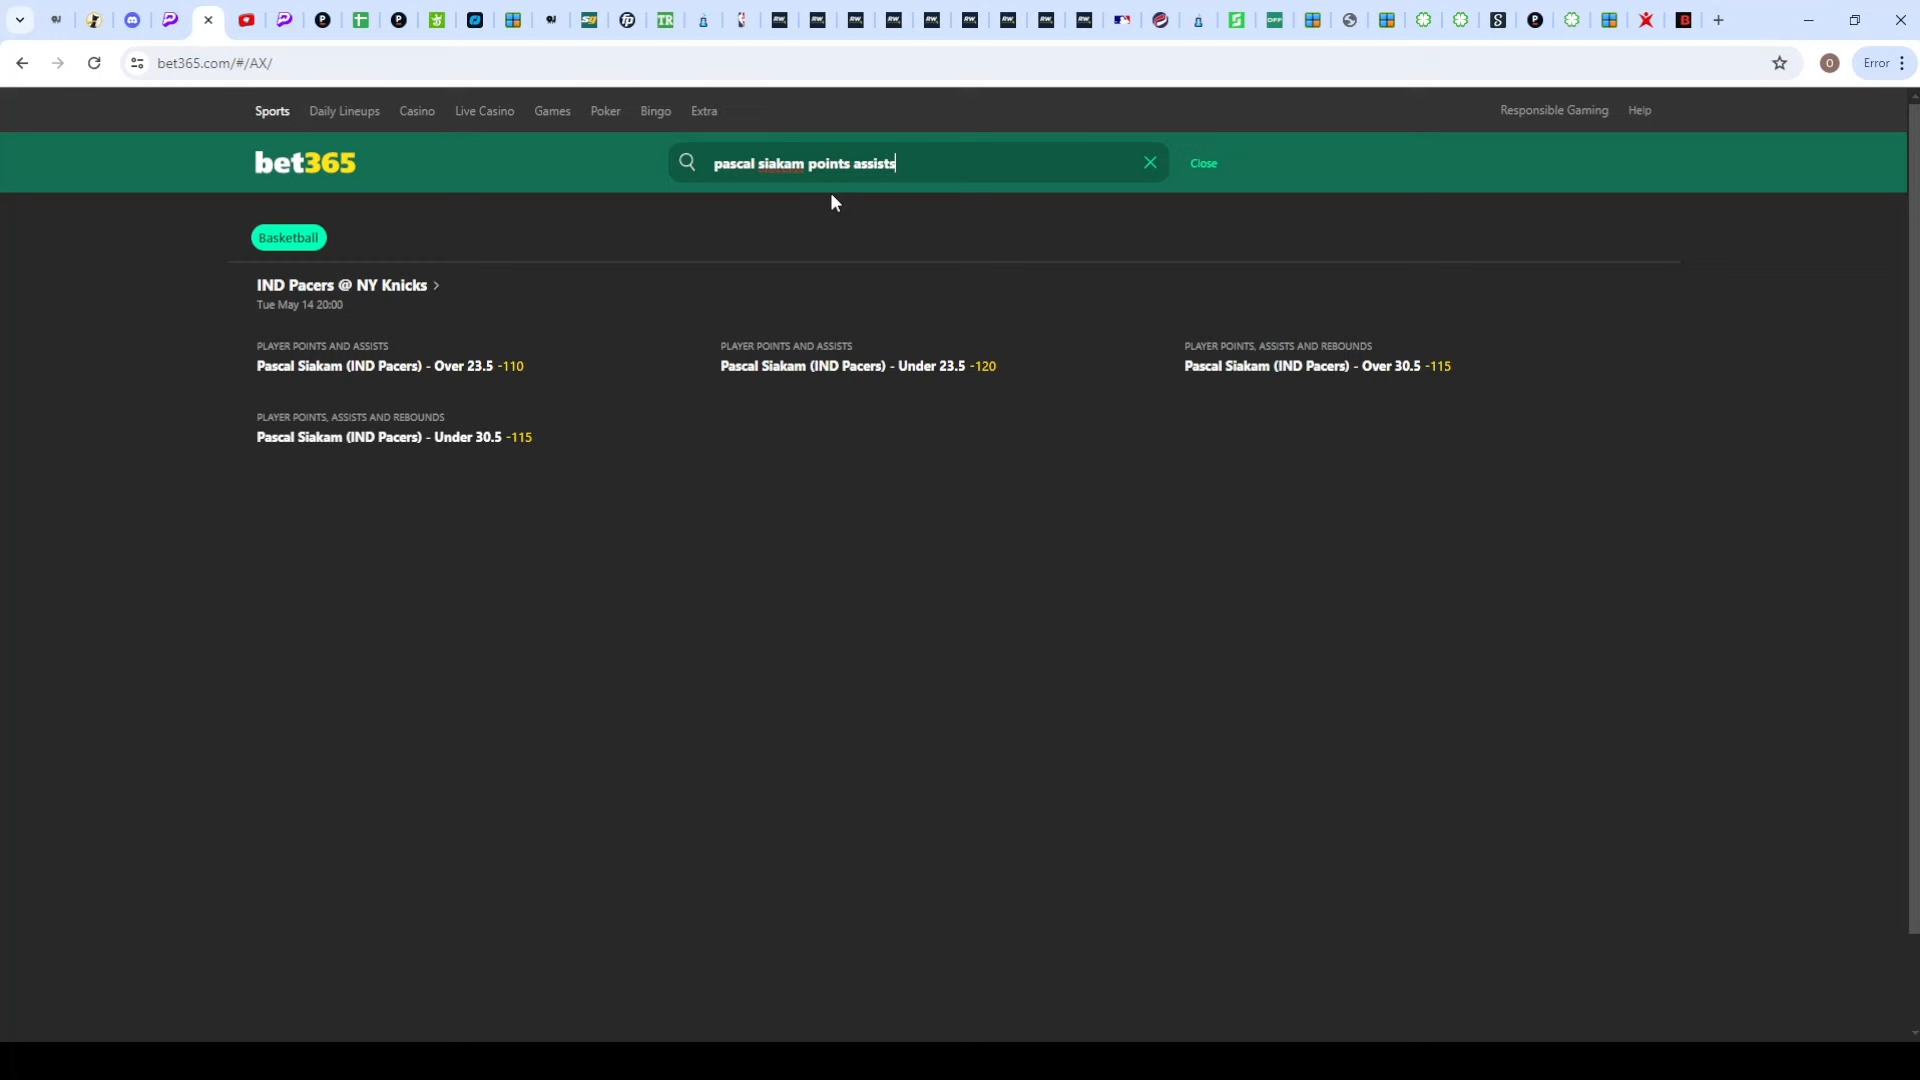 Error
bet365.com/#/AX/
Sports Daily Lineups Casino Live Casino Games Poker Bingo Extra Responsible Gaming Help
bet365 pascal siakam points assists Close
Basketball
IND Pacers @ NY Knicks >
Tue May 14 20:00
PLAYER POINTS AND ASSISTS PLAYER POINTS AND ASSISTS PLAYER POINTS, ASSISTS AND REBOUNDS
Pascal Siakam (IND Pacers) - Over 23.5 -110 Pascal Siakam (IND Pacers) - Under 23.5 -120 Pascal Siakam (IND Pacers) - Over 30.5 -115
PLAYER POINTS, ASSISTS AND REBOUNDS
Pascal Siakam (IND Pacers) - Under 30.5 -115